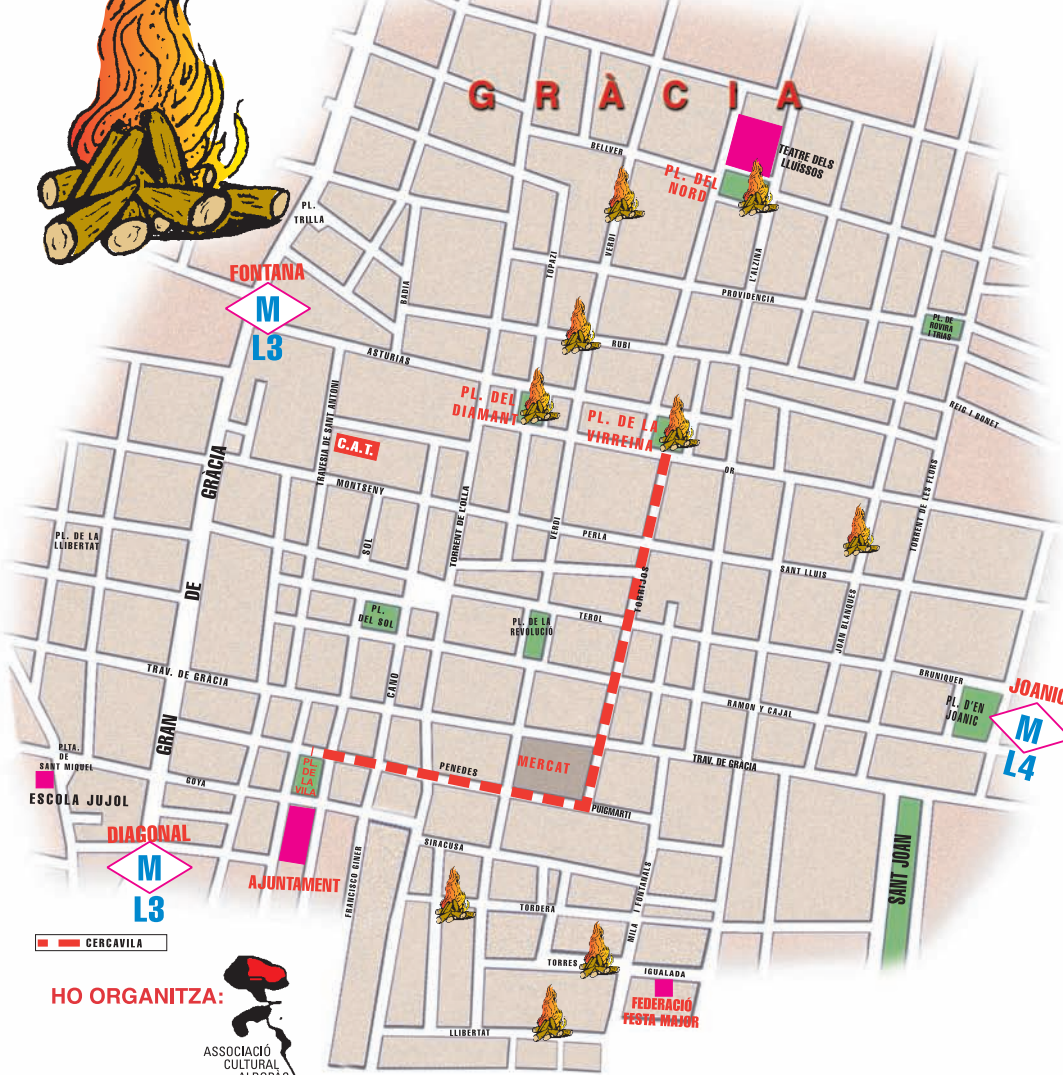 GRÀCIA
BELLVER
TEATRE DELS
LLUÏSSOS
PL. DEL
NORD
PL.
TRILLA
FONTANA
M
L3
TOPAZI
VERDI
L'ALZINA
BADIA
PROVIDENCIA
PL. DE
ROVIRA
I TRIAS
RUBI
ASTURIAS
PL. DEL
DIAMANT
PL. DE LA
VIRREINA
REIG I BONET
TRAVESIA DE SANT ANTONI
C.A.T.
MONTSENY
OR
GRAN DE GRÀCIA
TORRENT DE L'OLLA
TORRENT DE LES FLORS
PL. DE LA
LLIBERTAT
SOL
VERDI
PERLA
SANT LLUIS
TORRIJOS
JOAN BLANQUES
PL.
DEL SOL
PL. DE LA
REVOLUCIÓ
TEROL
TRAV. DE GRÀCIA
CANO
BRUNIQUER
PL. D'EN
JOANIC
JOANIC
M
L4
RAMON Y CAJAL
PLTA.
DE
SANT MIQUEL
GOYA
PL.
DE
LA
VILA
PENEDES
MERCAT
TRAV. DE GRÀCIA
ESCOLA JUJOL
PUIGMARTI
DIAGONAL
M
L3
SIRACUSA
AJUNTAMENT
FRANCISCO GINER
SANT JOAN
TORDERA
MILA I FONTANALS
CERCAVILA
TORRES
IGUALADA
HO ORGANITZA:
FEDERACIÓ
FESTA MAJOR
LLIBERTAT
ASSOCIACIÓ
CULTURAL